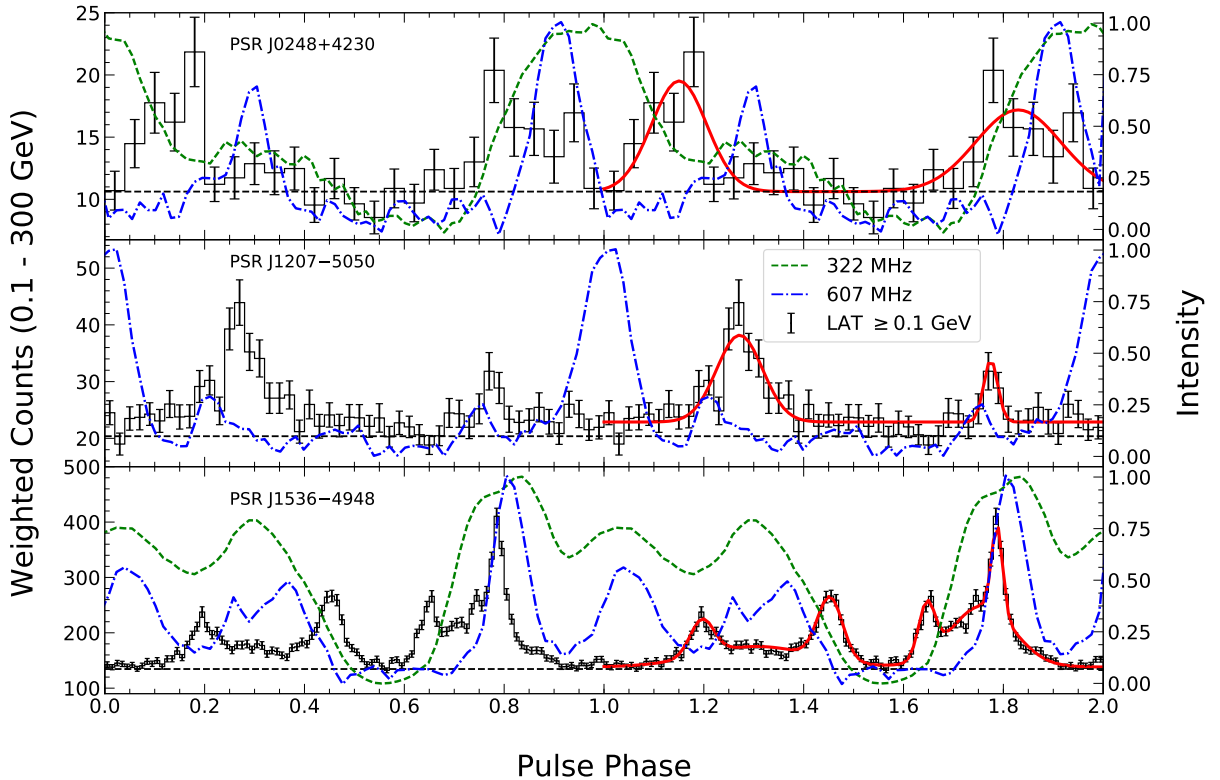 Weighted Counts (0.1 - 300 GeV)
25
20
15
10
PSR J0248+4230
1.00
0.75
0.50
0.25
0.00
50
40
30
20
PSR J1207−5050
322 MHz
607 MHz
LAT ≥0.1 GeV
1.00
0.75
0.50
0.25
0.00
Intensity
500
400
300
200
100
PSR J1536−4948
1.00
0.75
0.50
0.25
0.00
0.0 0.2 0.4 0.6 0.8 1.0 1.2 1.4 1.6 1.8 2.0
Pulse Phase